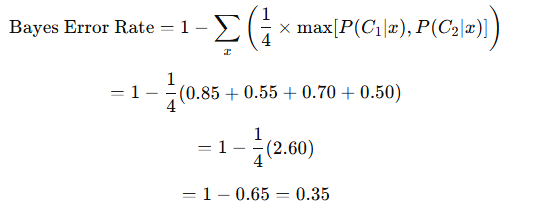 Bayes Error Rate = 1 − ∑ₓ (1/4 × max[P(C₁|x), P(C₂|x)])
= 1 − 1/4(0.85 + 0.55 + 0.70 + 0.50)
= 1 − 1/4(2.60)
= 1 − 0.65 = 0.35